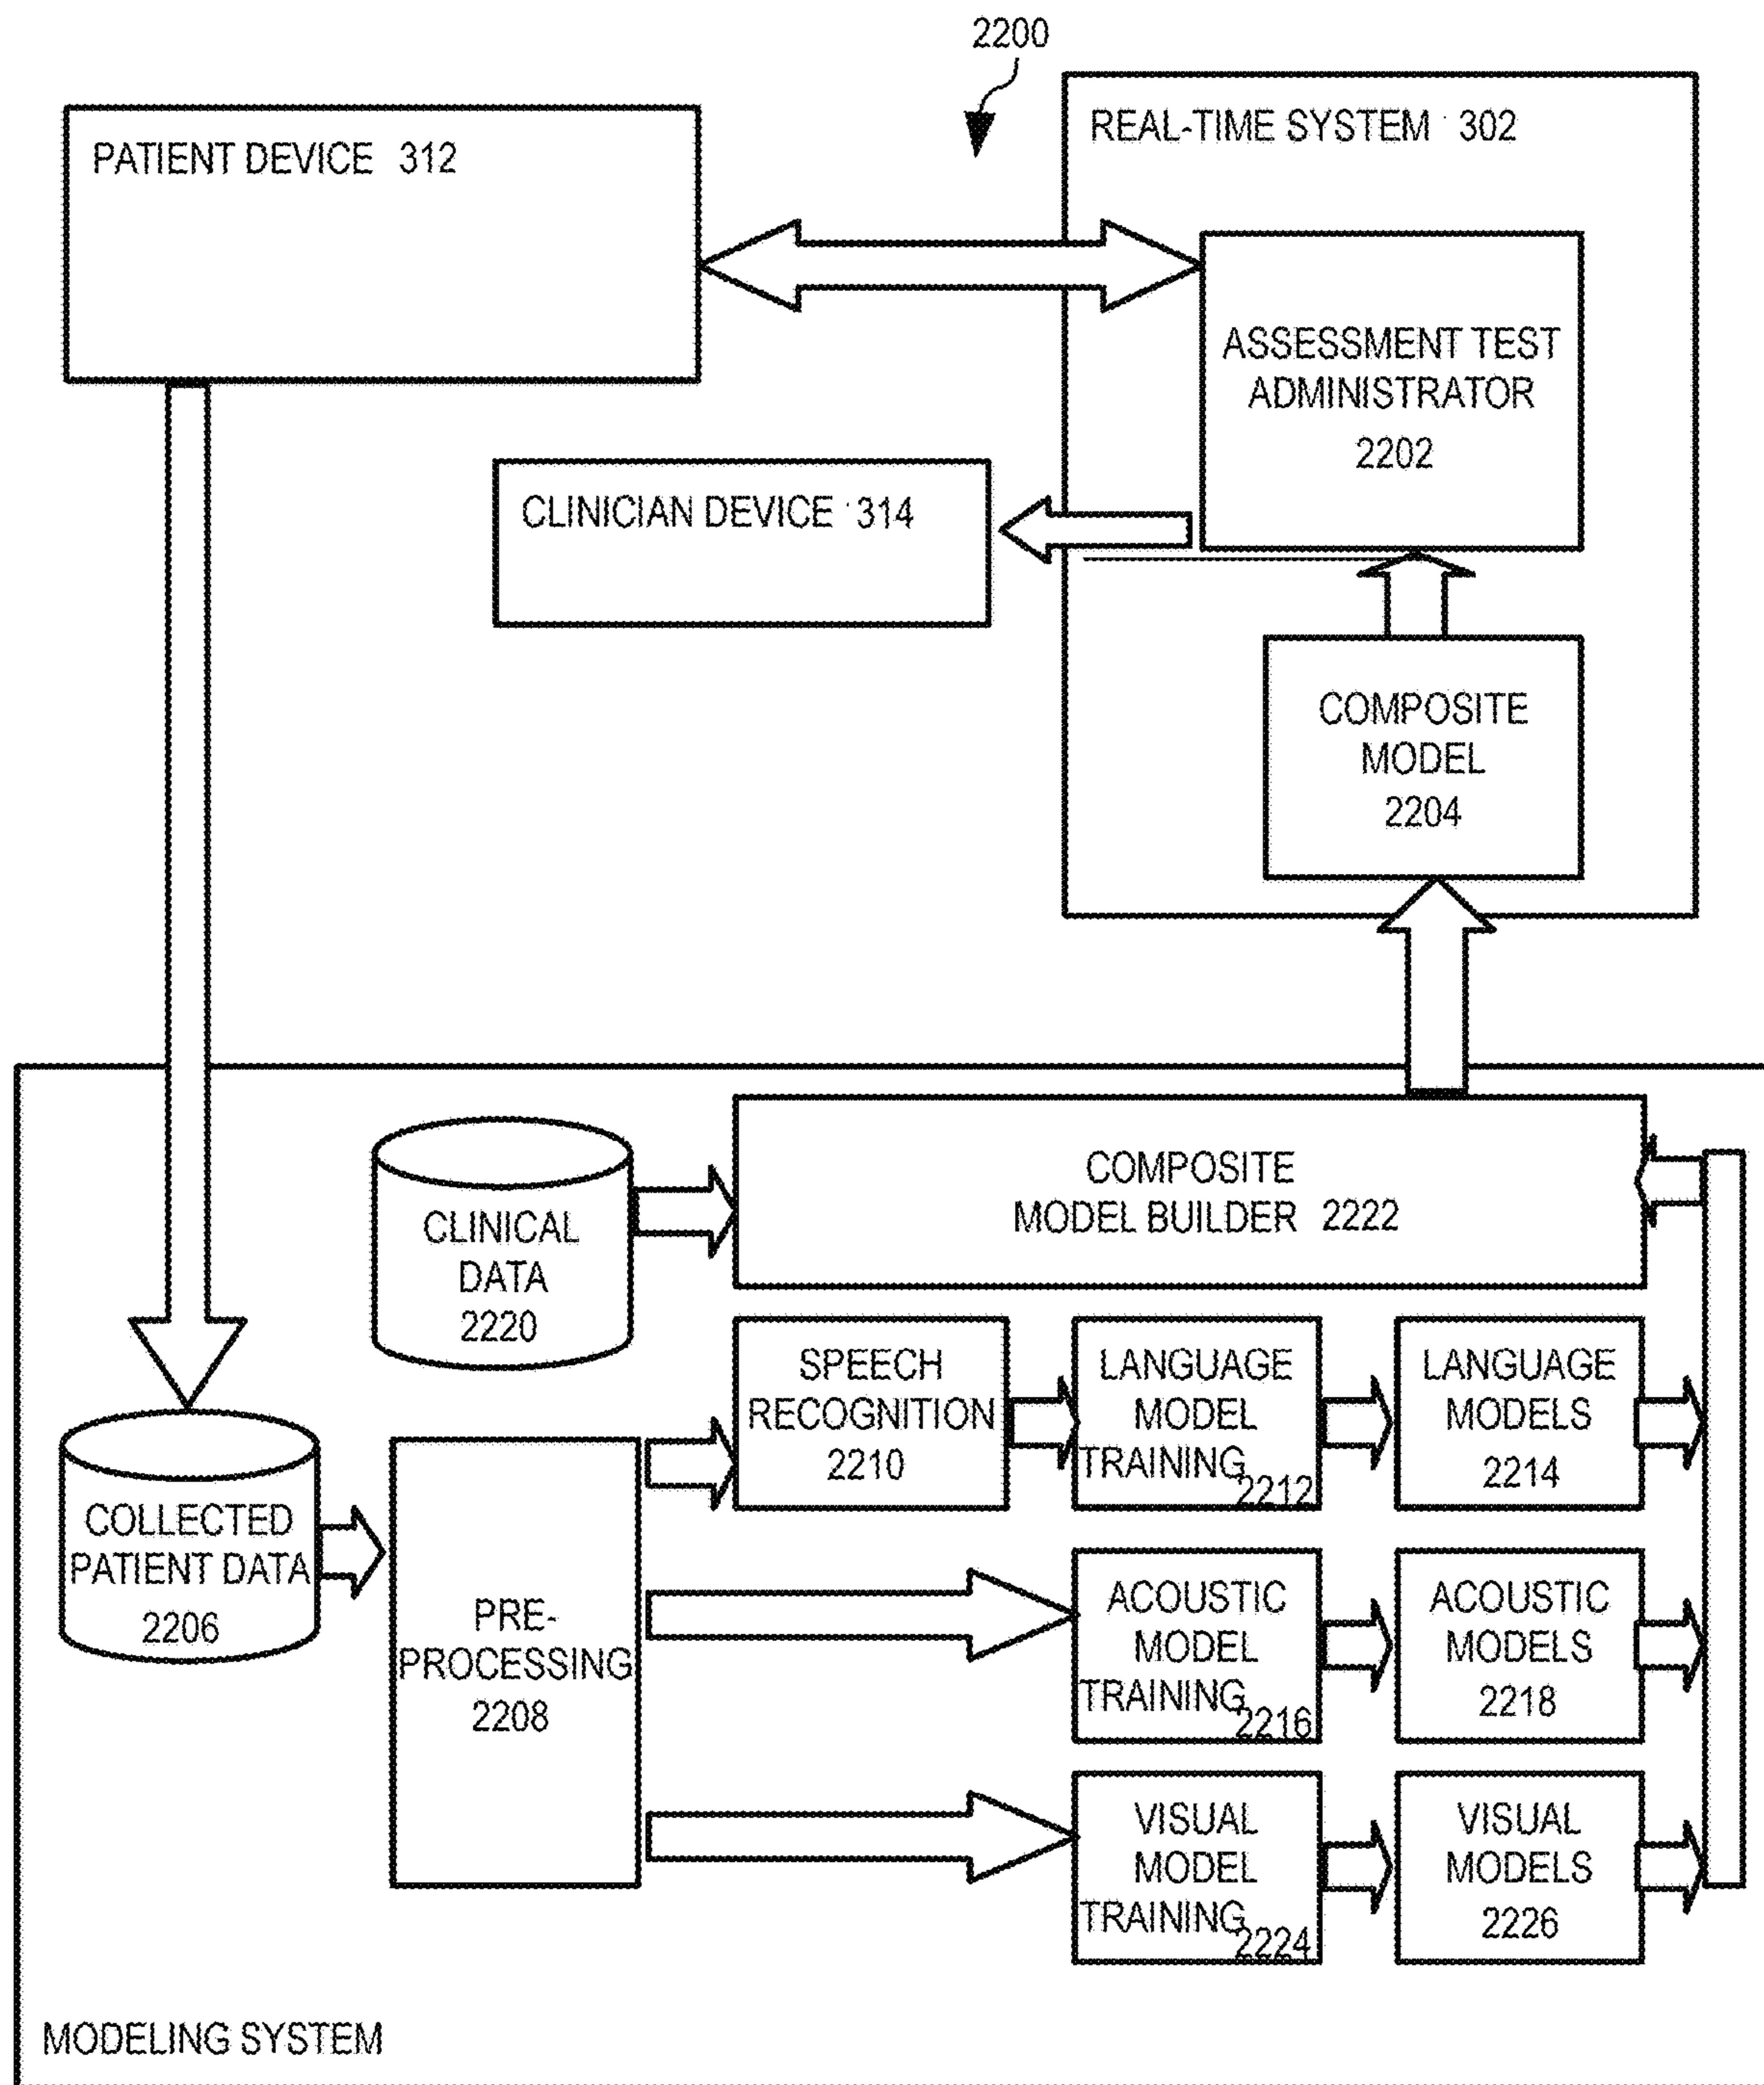 2200
PATIENT DEVICE 312
REAL-TIME SYSTEM 302
ASSESSMENT TEST
ADMINISTRATOR
2202
CLINICIAN DEVICE 314
COMPOSITE
MODEL
2204
COMPOSITE
MODEL BUILDER 2222
CLINICAL
DATA
2220
SPEECH
RECOGNITION
2210
LANGUAGE
MODEL
TRAINING
2212
LANGUAGE
MODELS
2214
COLLECTED
PATIENT DATA
2206
PRE-
PROCESSING
2208
ACOUSTIC
MODEL
TRAINING
2216
ACOUSTIC
MODELS
2218
VISUAL
MODEL
TRAINING
2224
VISUAL
MODELS
2226
MODELING SYSTEM